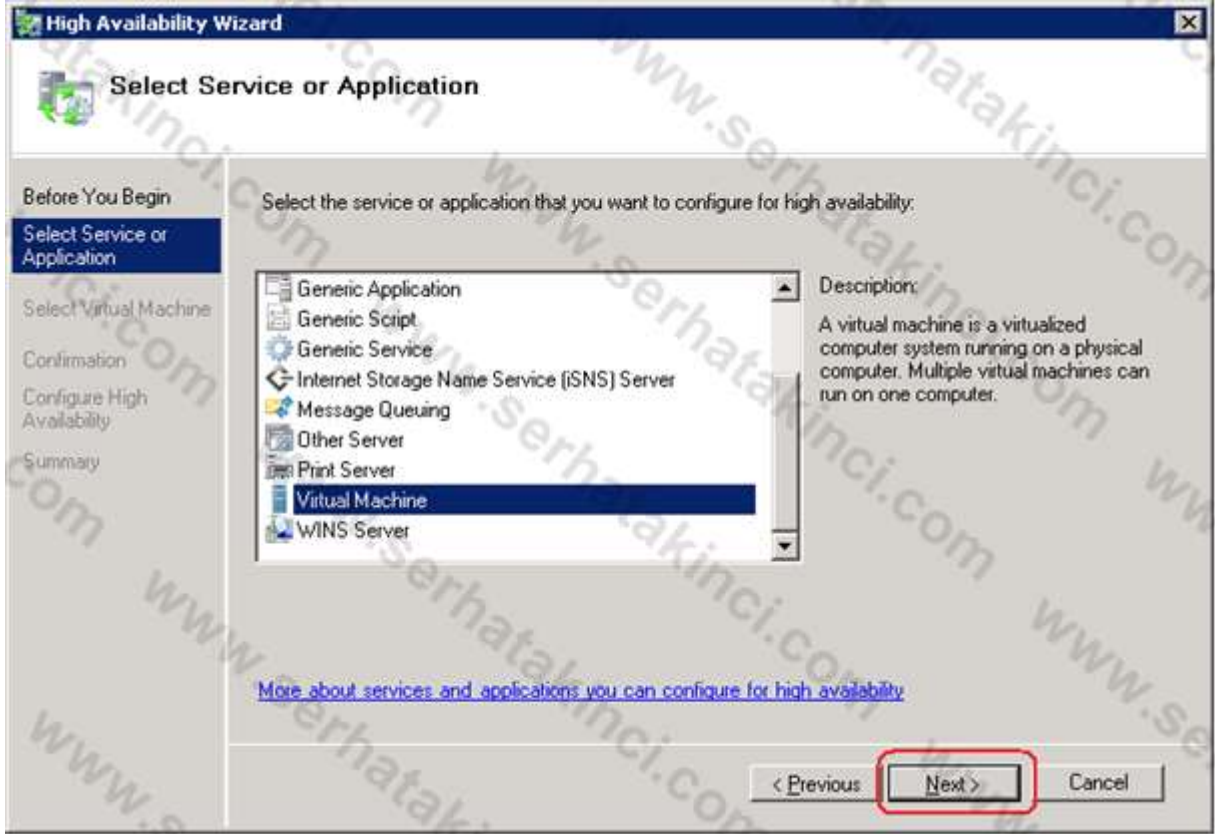 High Availability Wizard
Select Service or Application
Before You Begin
Select Service or
Application
Select Virtual Machine
Confirmation
Configure High
Availability
Summary
Select the service or application that you want to configure for high availability:
Generic Application
Generic Script
Generic Service
Internet Storage Name Service (iSNS) Server
Message Queuing
Other Server
Print Server
Virtual Machine
WINS Server
Description:
A virtual machine is a virtualized
computer system running on a physical
computer. Multiple virtual machines can
run on one computer.
More about services and applications you can configure for high availability
< Previous
Next >
Cancel
www.serhatakinci.com